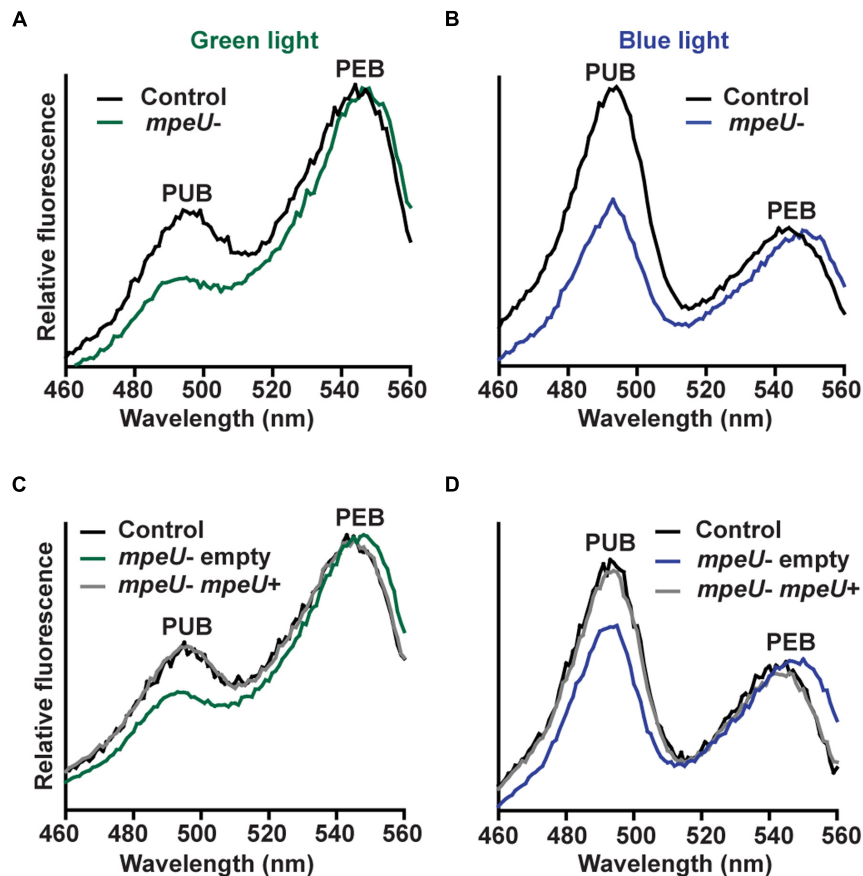 A
Green light
PEB
Control
mpeU-
PUB
Relative fluorescence
460 480 500 520 540 560
Wavelength (nm)
B
Blue light
PUB
Control
mpeU-
PEB
460 480 500 520 540 560
Wavelength (nm)
C
PEB
Control
mpeU- empty
mpeU- mpeU+
PUB
Relative fluorescence
460 480 500 520 540 560
Wavelength (nm)
D
PUB
Control
mpeU- empty
mpeU- mpeU+
PEB
460 480 500 520 540 560
Wavelength (nm)